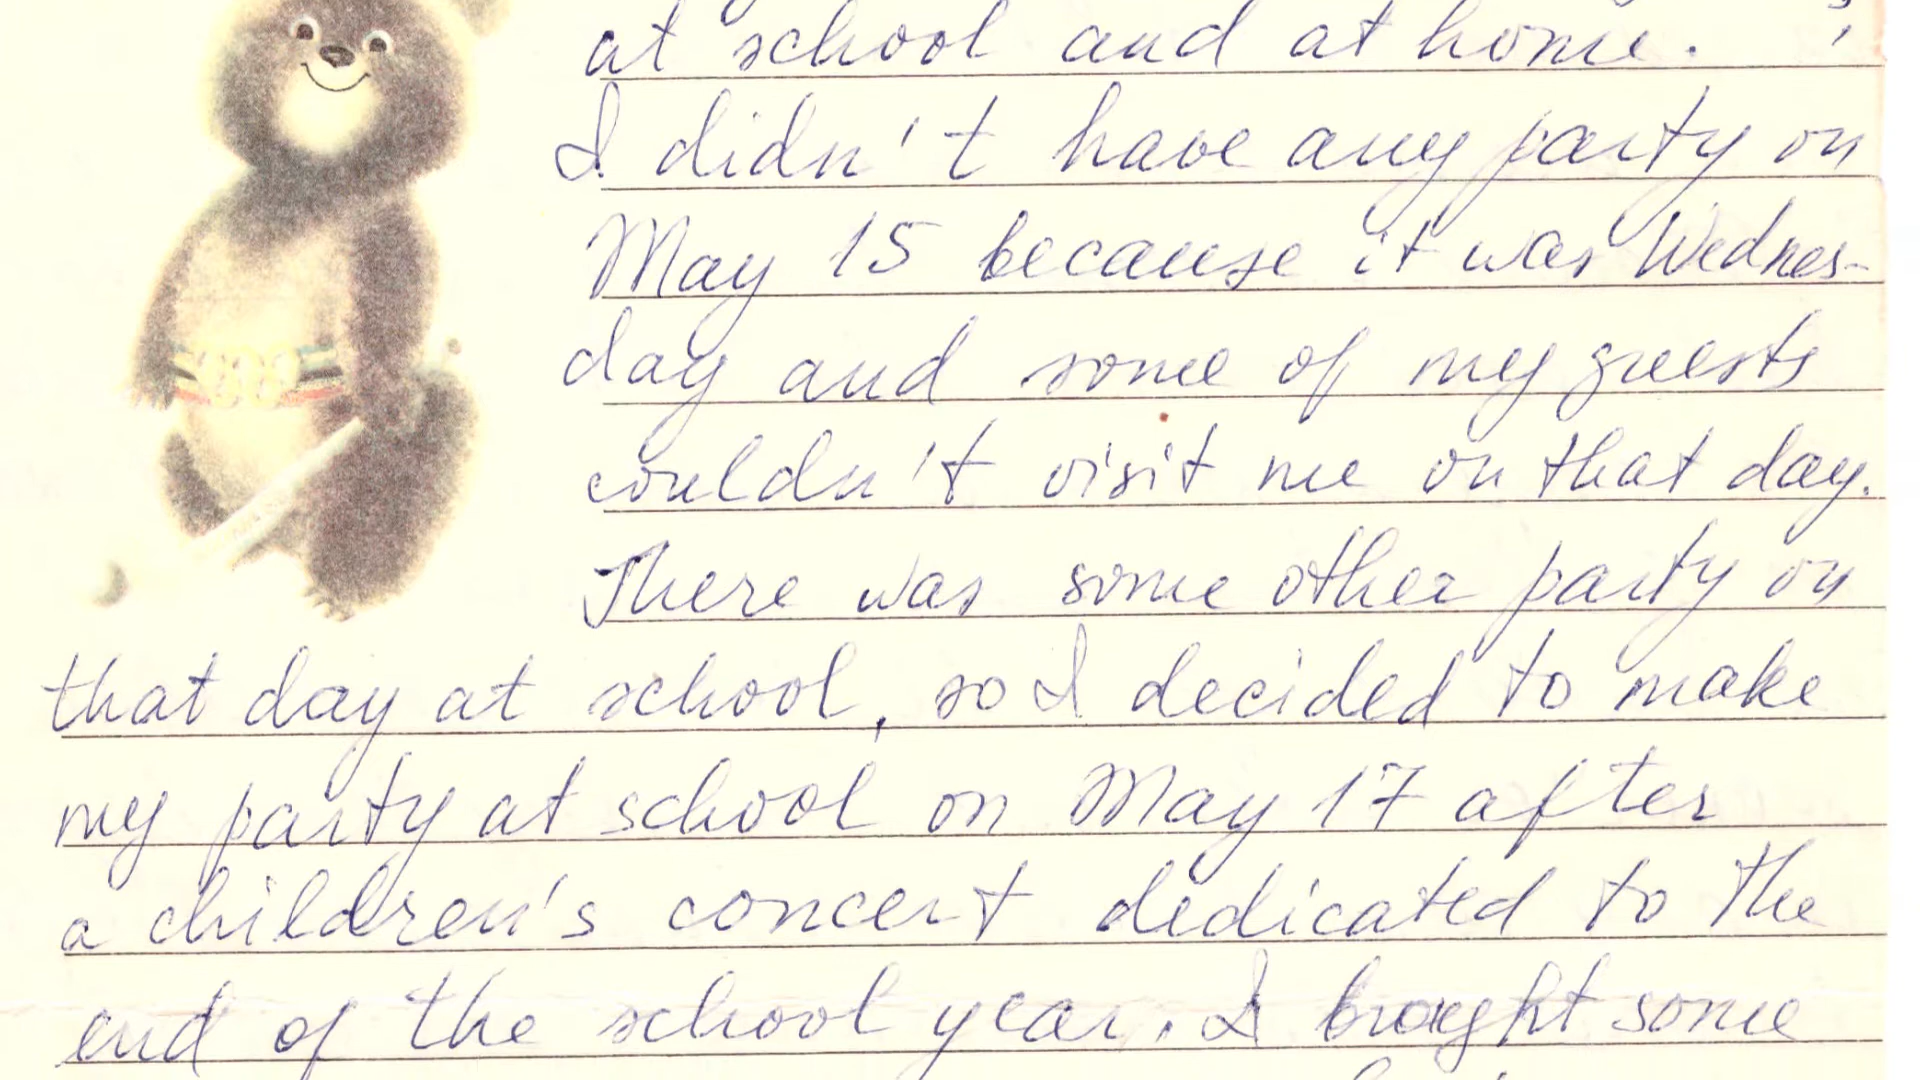 at school and at home.
I didn't have any party on
May 15 because it was Wednes-
day and some of my guests
couldn't visit me on that day.
There was some other party on
that day at school, so I decided to make
my party at school on May 17 after
a children's concert dedicated to the
end of the school year. I brought some